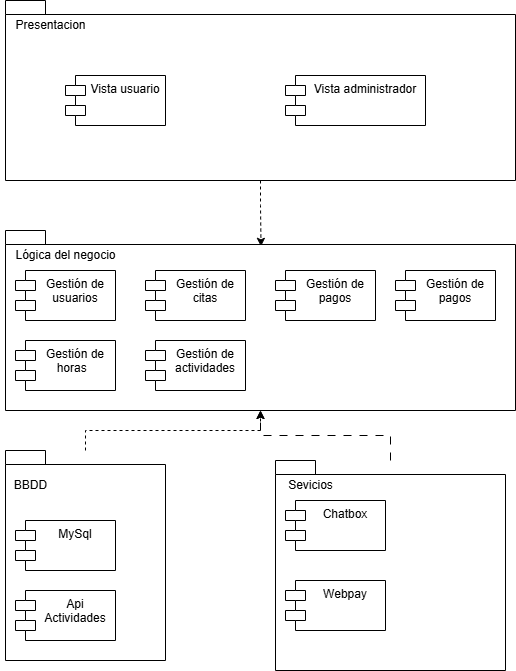 Presentacion
Vista usuario
Vista administrador
Lógica del negocio
Gestión de
usuarios
Gestión de
citas
Gestión de
pagos
Gestión de
pagos
Gestión de
horas
Gestión de
actividades
BBDD
MySql
Api
Actividades
Sevicios
Chatbox
Webpay